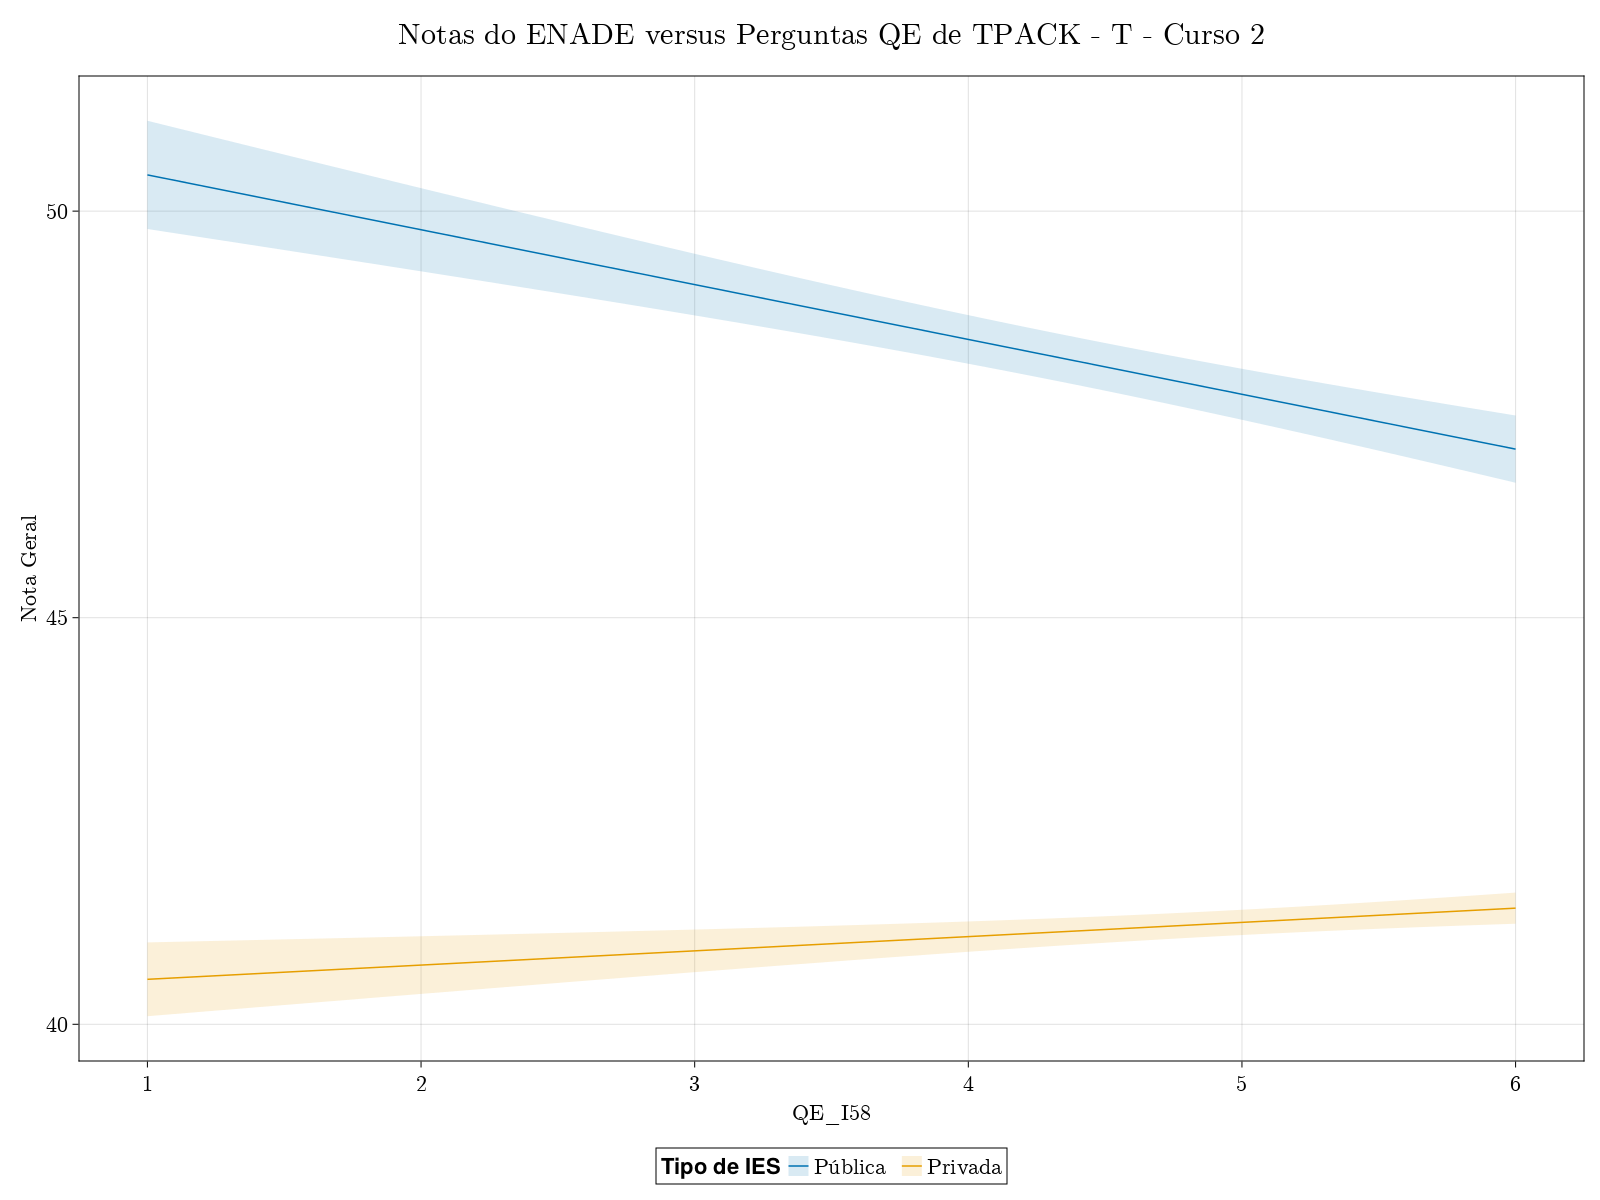 Notas do ENADE versus Perguntas QE de TPACK - T - Curso 2
50
45
40
Nota Geral
1 2 3 4 5 6
QE_I58
Tipo de IES Pública Privada